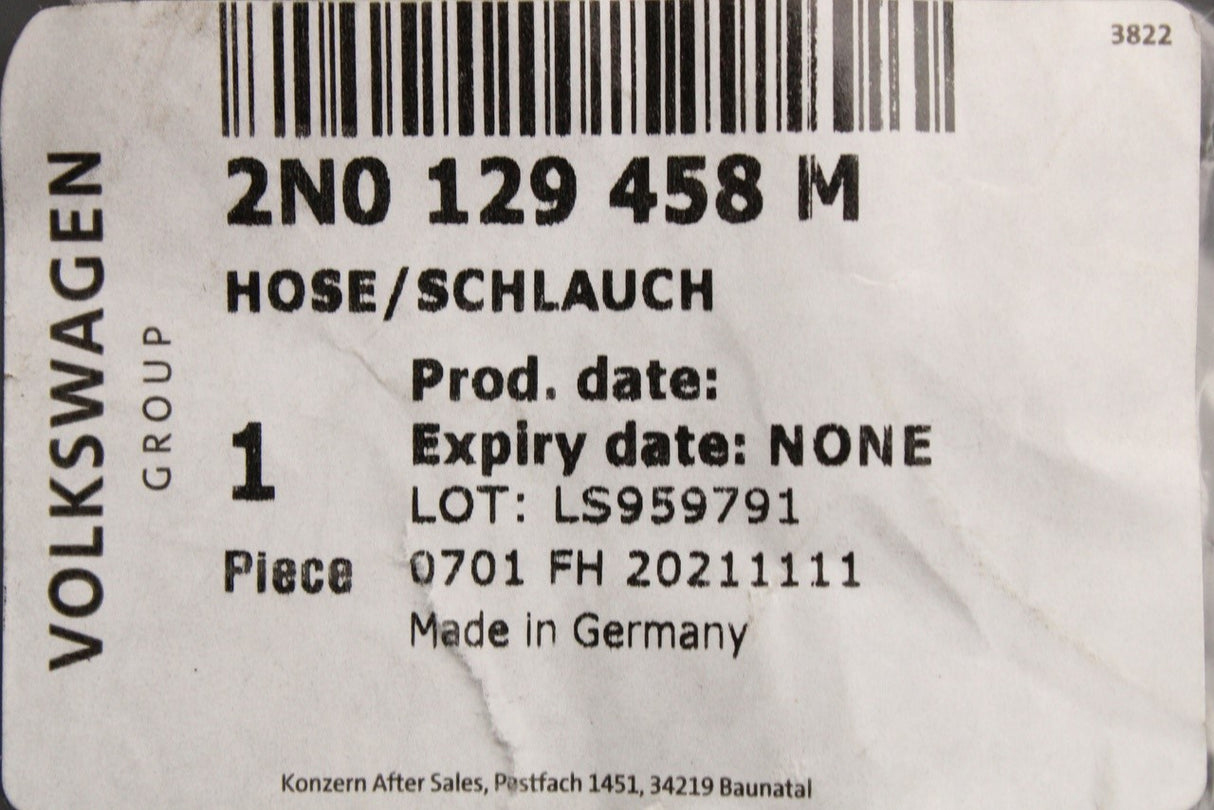 3822
2N0 129 458 M
HOSE/SCHLAUCH
Prod. date:
Expiry date: NONE
1
LOT: LS959791
Piece
0701 FH 20211111
Made in Germany
VOLKSWAGEN
GROUP
Konzern After Sales, Postfach 1451, 34219 Baunatal